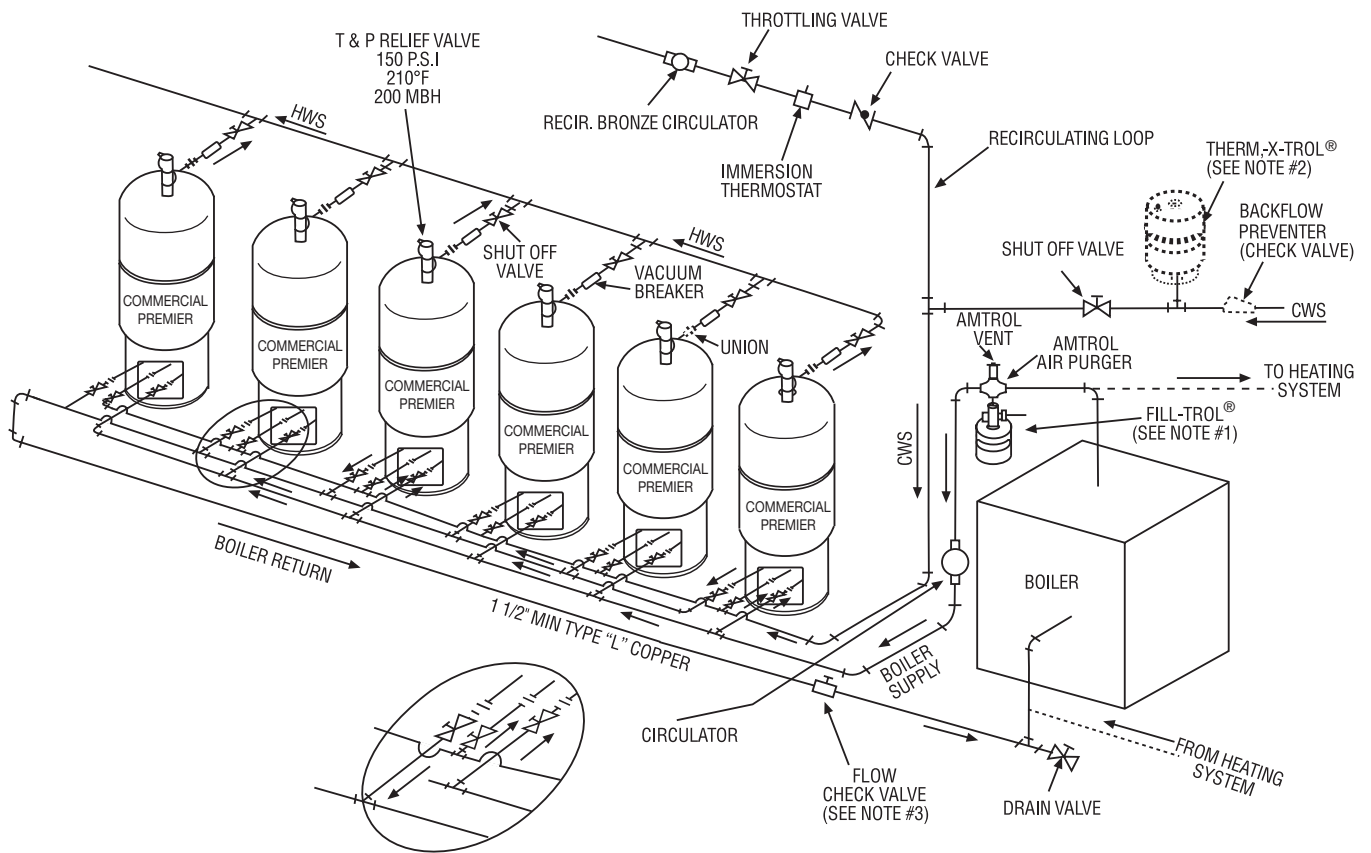 THROTTLING VALVE
T & P RELIEF VALVE
150 P.S.I
210°F
200 MBH
CHECK VALVE
HWS
RECIR. BRONZE CIRCULATOR
IMMERSION
THERMOSTAT
RECIRCULATING LOOP
THERM,-X-TROL®
(SEE NOTE #2)
BACKFLOW
PREVENTER
(CHECK VALVE)
SHUT OFF VALVE
CWS
HWS
SHUT OFF
VALVE
VACUUM
BREAKER
UNION
AMTROL
VENT
AMTROL
AIR PURGER
TO HEATING
SYSTEM
FILL-TROL®
(SEE NOTE #1)
COMMERCIAL
PREMIER
COMMERCIAL
PREMIER
COMMERCIAL
PREMIER
COMMERCIAL
PREMIER
COMMERCIAL
PREMIER
COMMERCIAL
PREMIER
CWS
BOILER
BOILER RETURN
1 1/2" MIN TYPE “L” COPPER
BOILER
SUPPLY
CIRCULATOR
FLOW
CHECK VALVE
(SEE NOTE #3)
DRAIN VALVE
FROM HEATING
SYSTEM